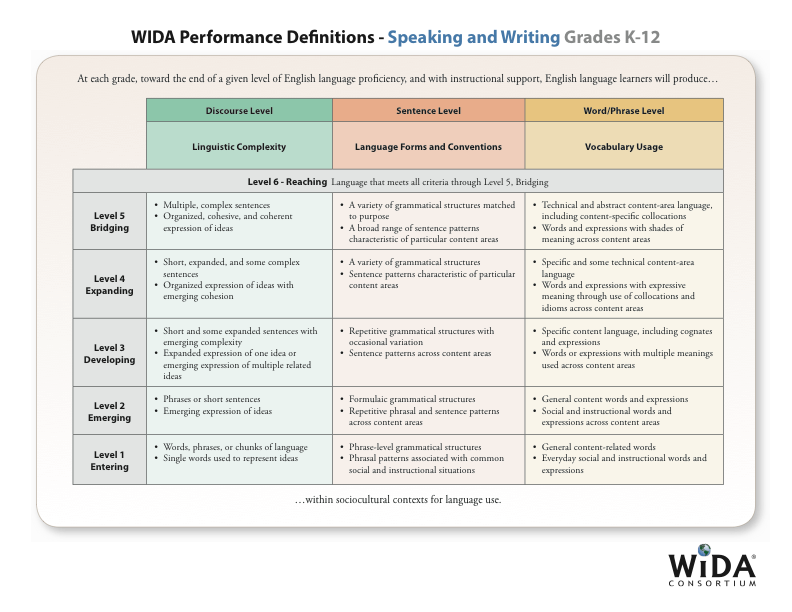 WIDA Performance Definitions - Speaking and Writing Grades K-12
At each grade, toward the end of a given level of English language proficiency, and with instructional support, English language learners will produce…
Discourse Level
Sentence Level
Word/Phrase Level
Linguistic Complexity
Language Forms and Conventions
Vocabulary Usage
Level 6 - Reaching Language that meets all criteria through Level 5, Bridging
Level 5
Bridging
• Multiple, complex sentences
• Organized, cohesive, and coherent
expression of ideas
• A variety of grammatical structures matched
to purpose
• A broad range of sentence patterns
characteristic of particular content areas
• Technical and abstract content-area language,
including content-specific collocations
• Words and expressions with shades of
meaning across content areas
Level 4
Expanding
• Short, expanded, and some complex
sentences
• Organized expression of ideas with
emerging cohesion
• A variety of grammatical structures
• Sentence patterns characteristic of particular
content areas
• Specific and some technical content-area
language
• Words and expressions with expressive
meaning through use of collocations and
idioms across content areas
Level 3
Developing
• Short and some expanded sentences with
emerging complexity
• Expanded expression of one idea or
emerging expression of multiple related
ideas
• Repetitive grammatical structures with
occasional variation
• Sentence patterns across content areas
• Specific content language, including cognates
and expressions
• Words or expressions with multiple meanings
used across content areas
Level 2
Emerging
• Phrases or short sentences
• Emerging expression of ideas
• Formulaic grammatical structures
• Repetitive phrasal and sentence patterns
across content areas
• General content words and expressions
• Social and instructional words and
expressions across content areas
Level 1
Entering
• Words, phrases, or chunks of language
• Single words used to represent ideas
• Phrase-level grammatical structures
• Phrasal patterns associated with common
social and instructional situations
• General content-related words
• Everyday social and instructional words and
expressions
…within sociocultural contexts for language use.
WiDA®
CONSORTIUM